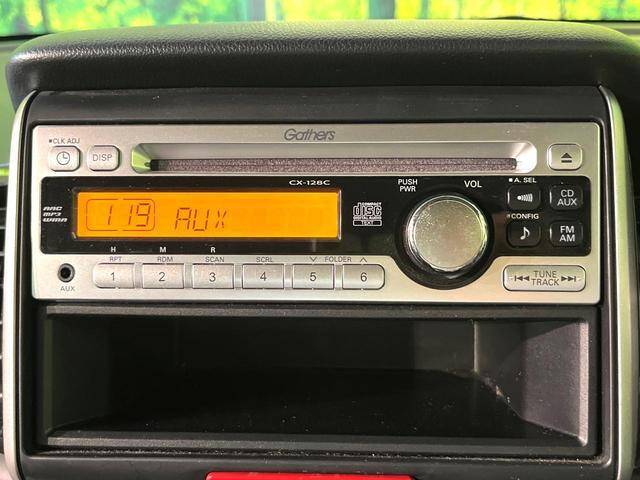 Gathers
CLK ADJ
DISP
CX-128C
PUSH
PWR
VOL
A. SEL
CD
AUX
AAC
MP3
WMA
1:19 AUX
COMPACT
disc
DIGITAL AUDIO
TEXT
CONFIG
FM
AM
H M R
RPT RDM SCAN SCRL FOLDER
1 2 3 4 5 6
AUX
TUNE
TRACK